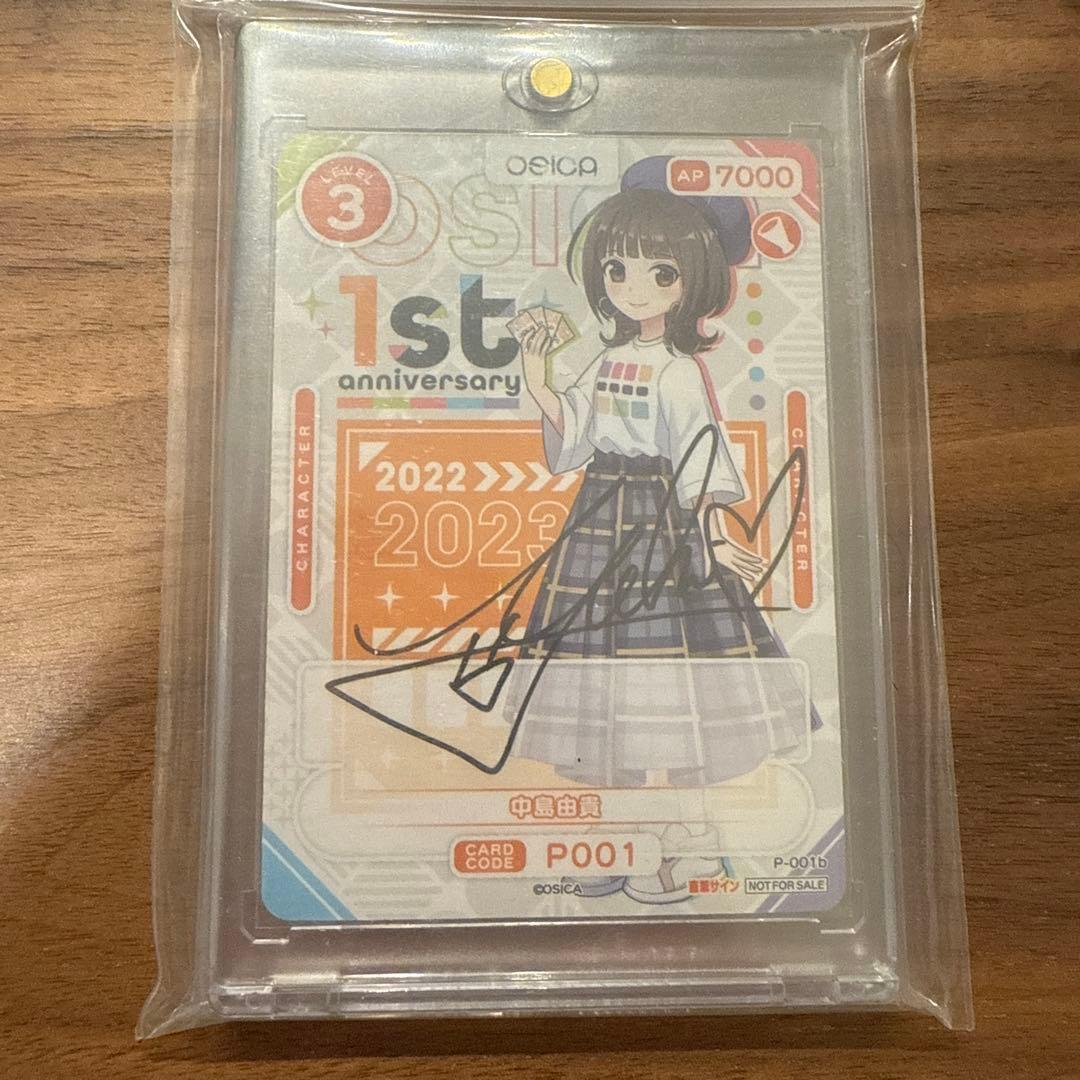 LEVEL
3
OSICA
AP 7000
1st
anniversary
CHARACTER
CHARACTER
2022
2023
中島由貴
CARD CODE P001
P-001b
©OSICA
直筆サイン NOT FOR SALE